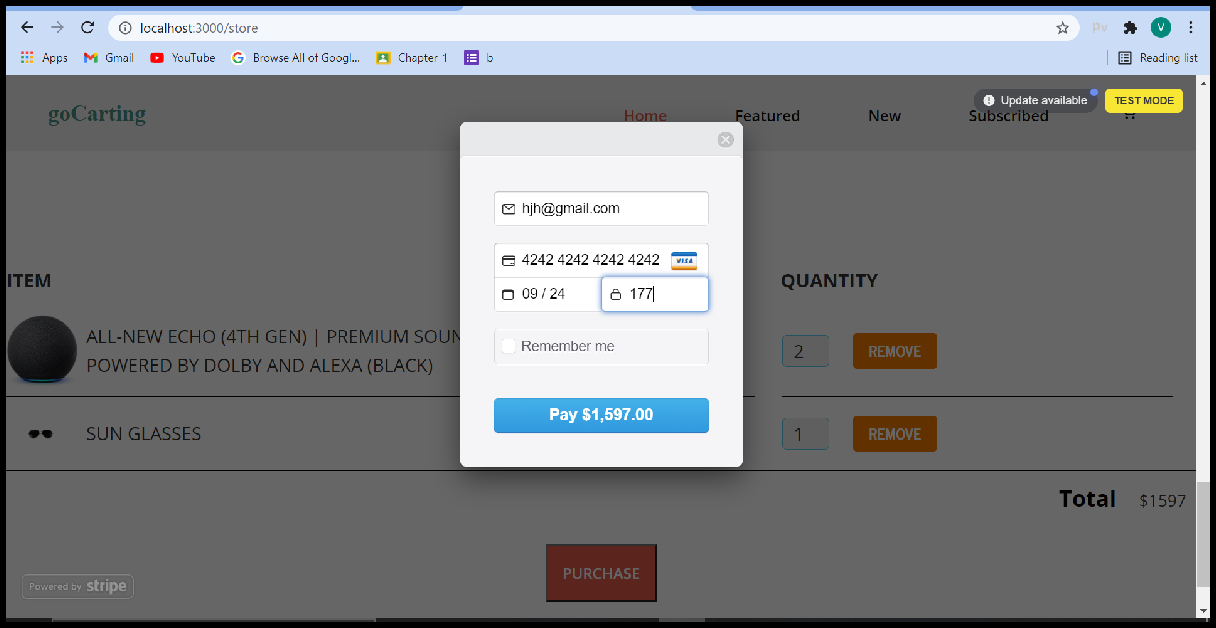 localhost:3000/store
V
Apps
Gmail
YouTube
Browse All of Googl...
Chapter 1
b
Reading list
goCarting
Home
Featured
New
Subscribed
Update available
TEST MODE
hjh@gmail.com
4242 4242 4242 4242
VISA
09 / 24
177
Remember me
Pay $1,597.00
ITEM
QUANTITY
ALL-NEW ECHO (4TH GEN) | PREMIUM SOUN
POWERED BY DOLBY AND ALEXA (BLACK)
2
REMOVE
SUN GLASSES
1
REMOVE
Total $1597
PURCHASE
Powered by stripe